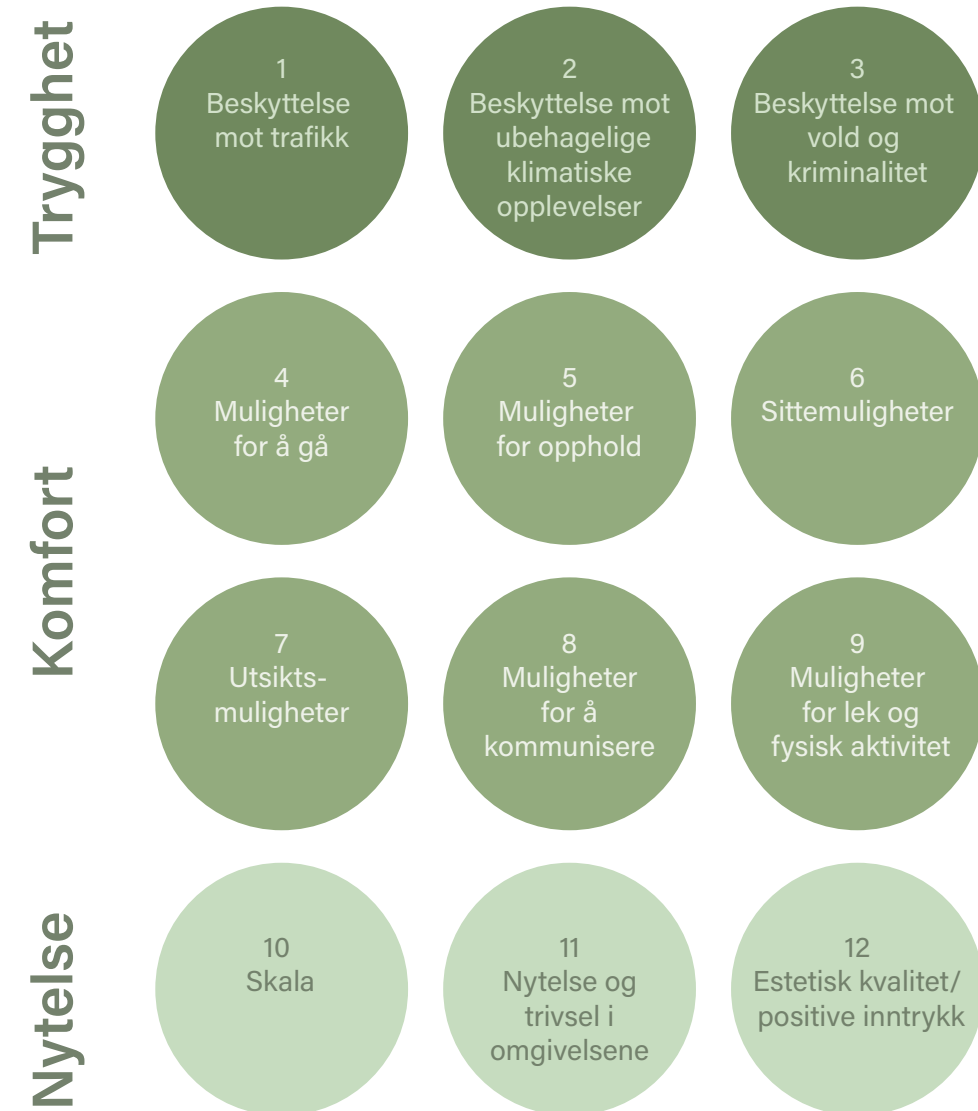 Trygghet
1
Beskyttelse
mot trafikk
2
Beskyttelse mot
ubehagelige
klimatiske
opplevelser
3
Beskyttelse mot
vold og
kriminalitet
Komfort
4
Muligheter
for å gå
5
Muligheter
for opphold
6
Sittemuligheter
7
Utsikts-
muligheter
8
Muligheter
for å
kommunisere
9
Muligheter
for lek og
fysisk aktivitet
Nytelse
10
Skala
11
Nytelse og
trivsel i
omgivelsene
12
Estetisk kvalitet/
positive inntrykk